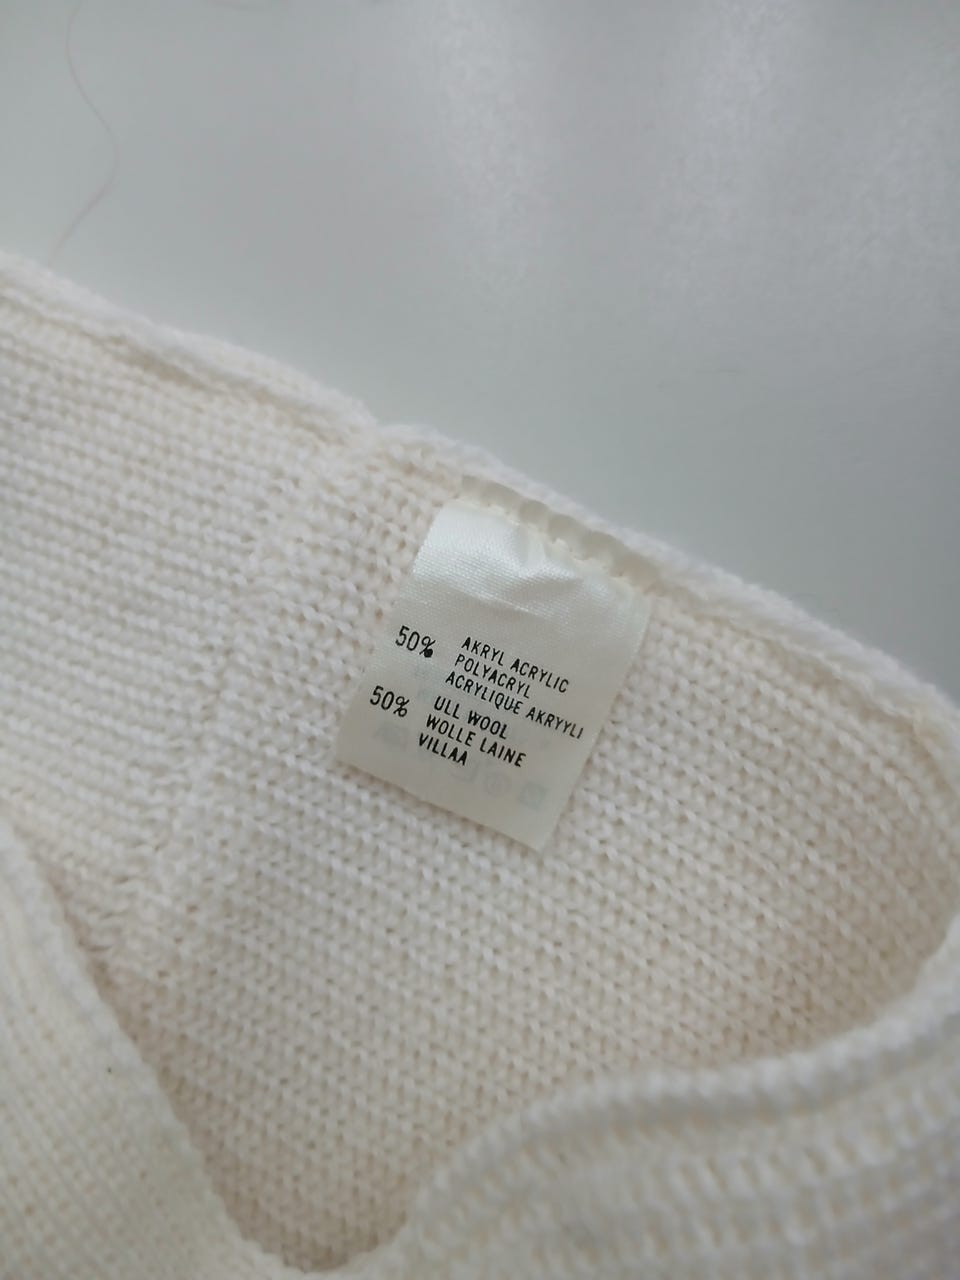 50% AKRYL ACRYLIC
POLYACRYL
ACRYLIQUE AKRYYLI
50% ULL WOOL
WOLLE LAINE
VILLAA